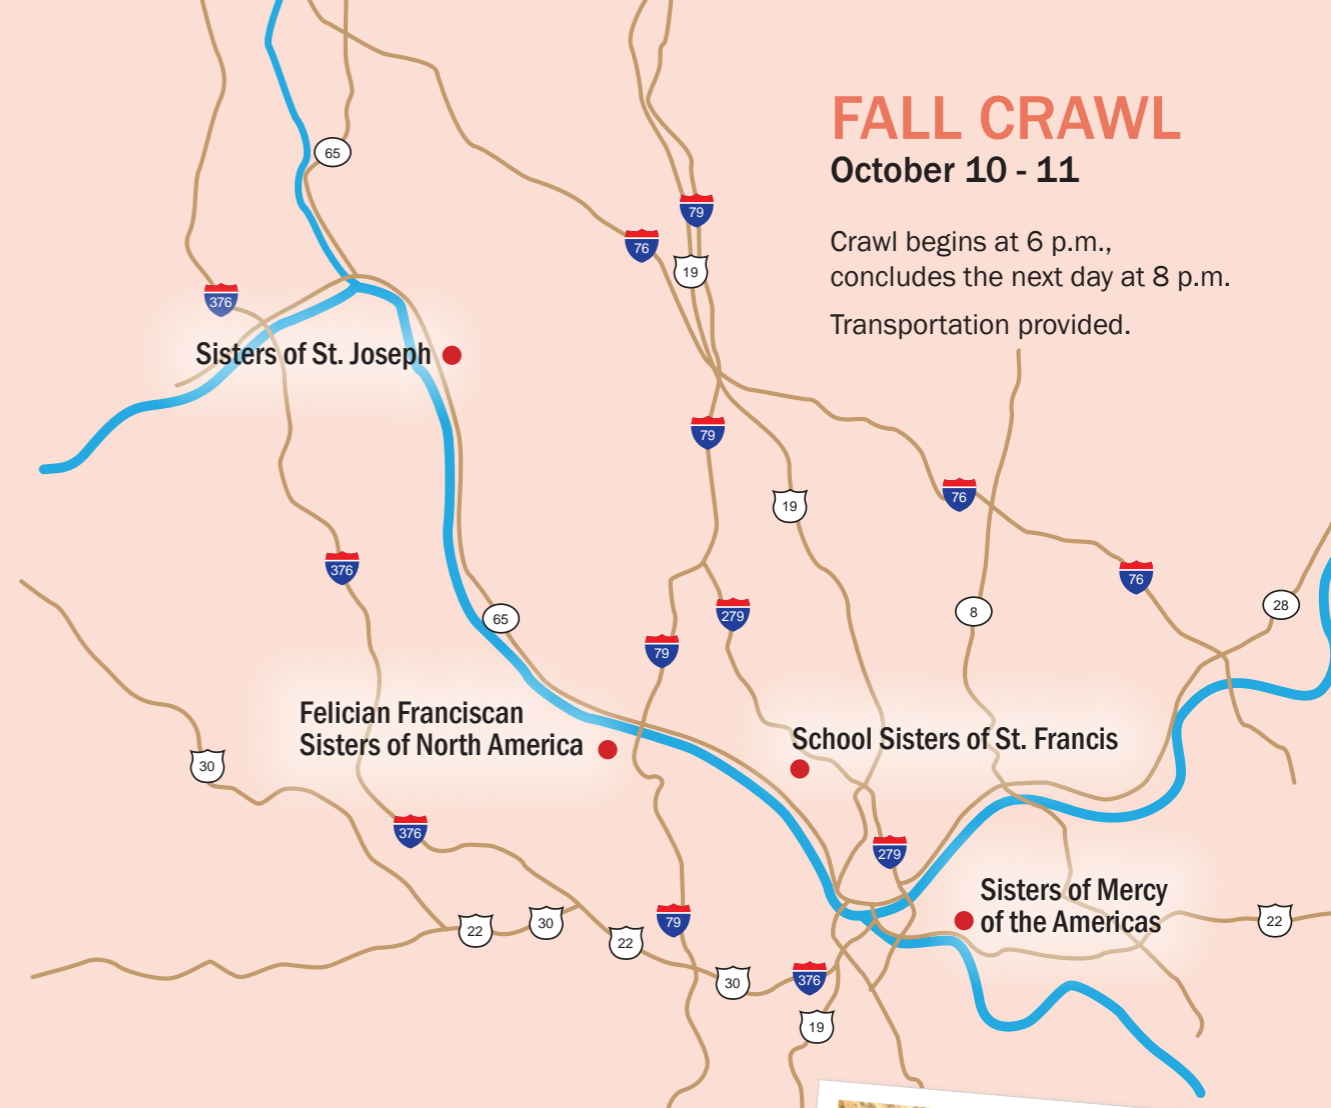 FALL CRAWL
October 10 - 11
Crawl begins at 6 p.m.,
concludes the next day at 8 p.m.
Transportation provided.
65
79
76
19
376
Sisters of St. Joseph
79
76
19
376
76
28
8
279
65
79
Felician Franciscan
Sisters of North America
School Sisters of St. Francis
30
376
279
Sisters of Mercy
of the Americas
22
30
22
79
22
30
376
19